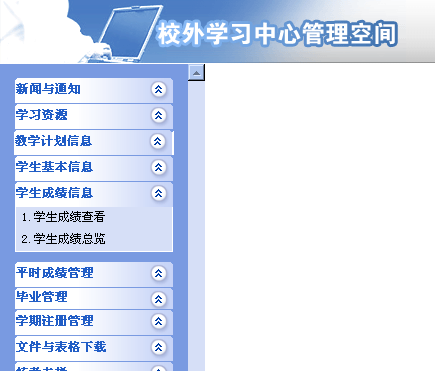 校外学习中心管理空间
新闻与通知
学习资源
教学计划信息
学生基本信息
学生成绩信息
1. 学生成绩查看
2. 学生成绩总览
平时成绩管理
毕业管理
学期注册管理
文件与表格下载